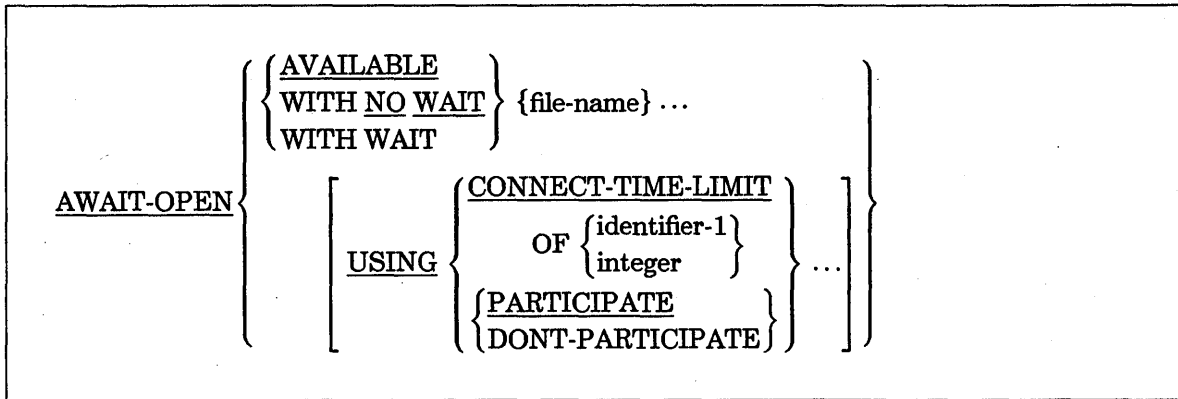 AVAILABLE
WITH NO WAIT {file-name} ...
WITH WAIT
AWAIT-OPEN
CONNECT-TIME-LIMIT
OF {identifier-1
integer}
USING ...
{PARTICIPATE
DONT-PARTICIPATE}